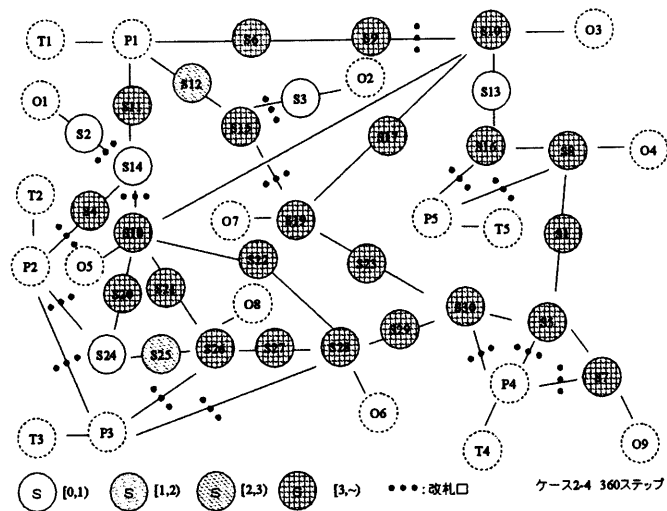 T1
P1
S6
S9
S10
O3
O1
S12
O2
S3
S13
S11
S2
S15
S17
S14
S16
S8
O4
T2
S4
P5
T5
O7
S19
S1
P2
O5
S18
S22
S23
S20
S21
O8
S30
S5
S24
S25
S26
S27
S28
S29
P4
S7
O6
T3
P3
T4
O9
S [0,1)
S [1,2)
S [2,3)
S [3,~)
●●●:改札口
ケース2-4 360ステップ